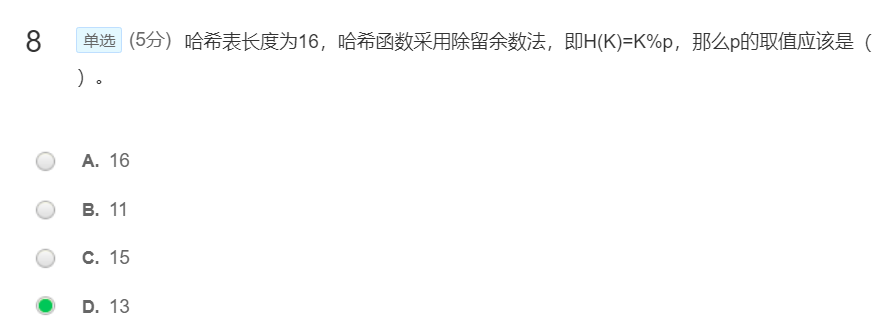 8 单选 (5分) 哈希表长度为16，哈希函数采用除留余数法，即H(K)=K%p，那么p的取值应该是（
）。
A. 16
B. 11
C. 15
D. 13